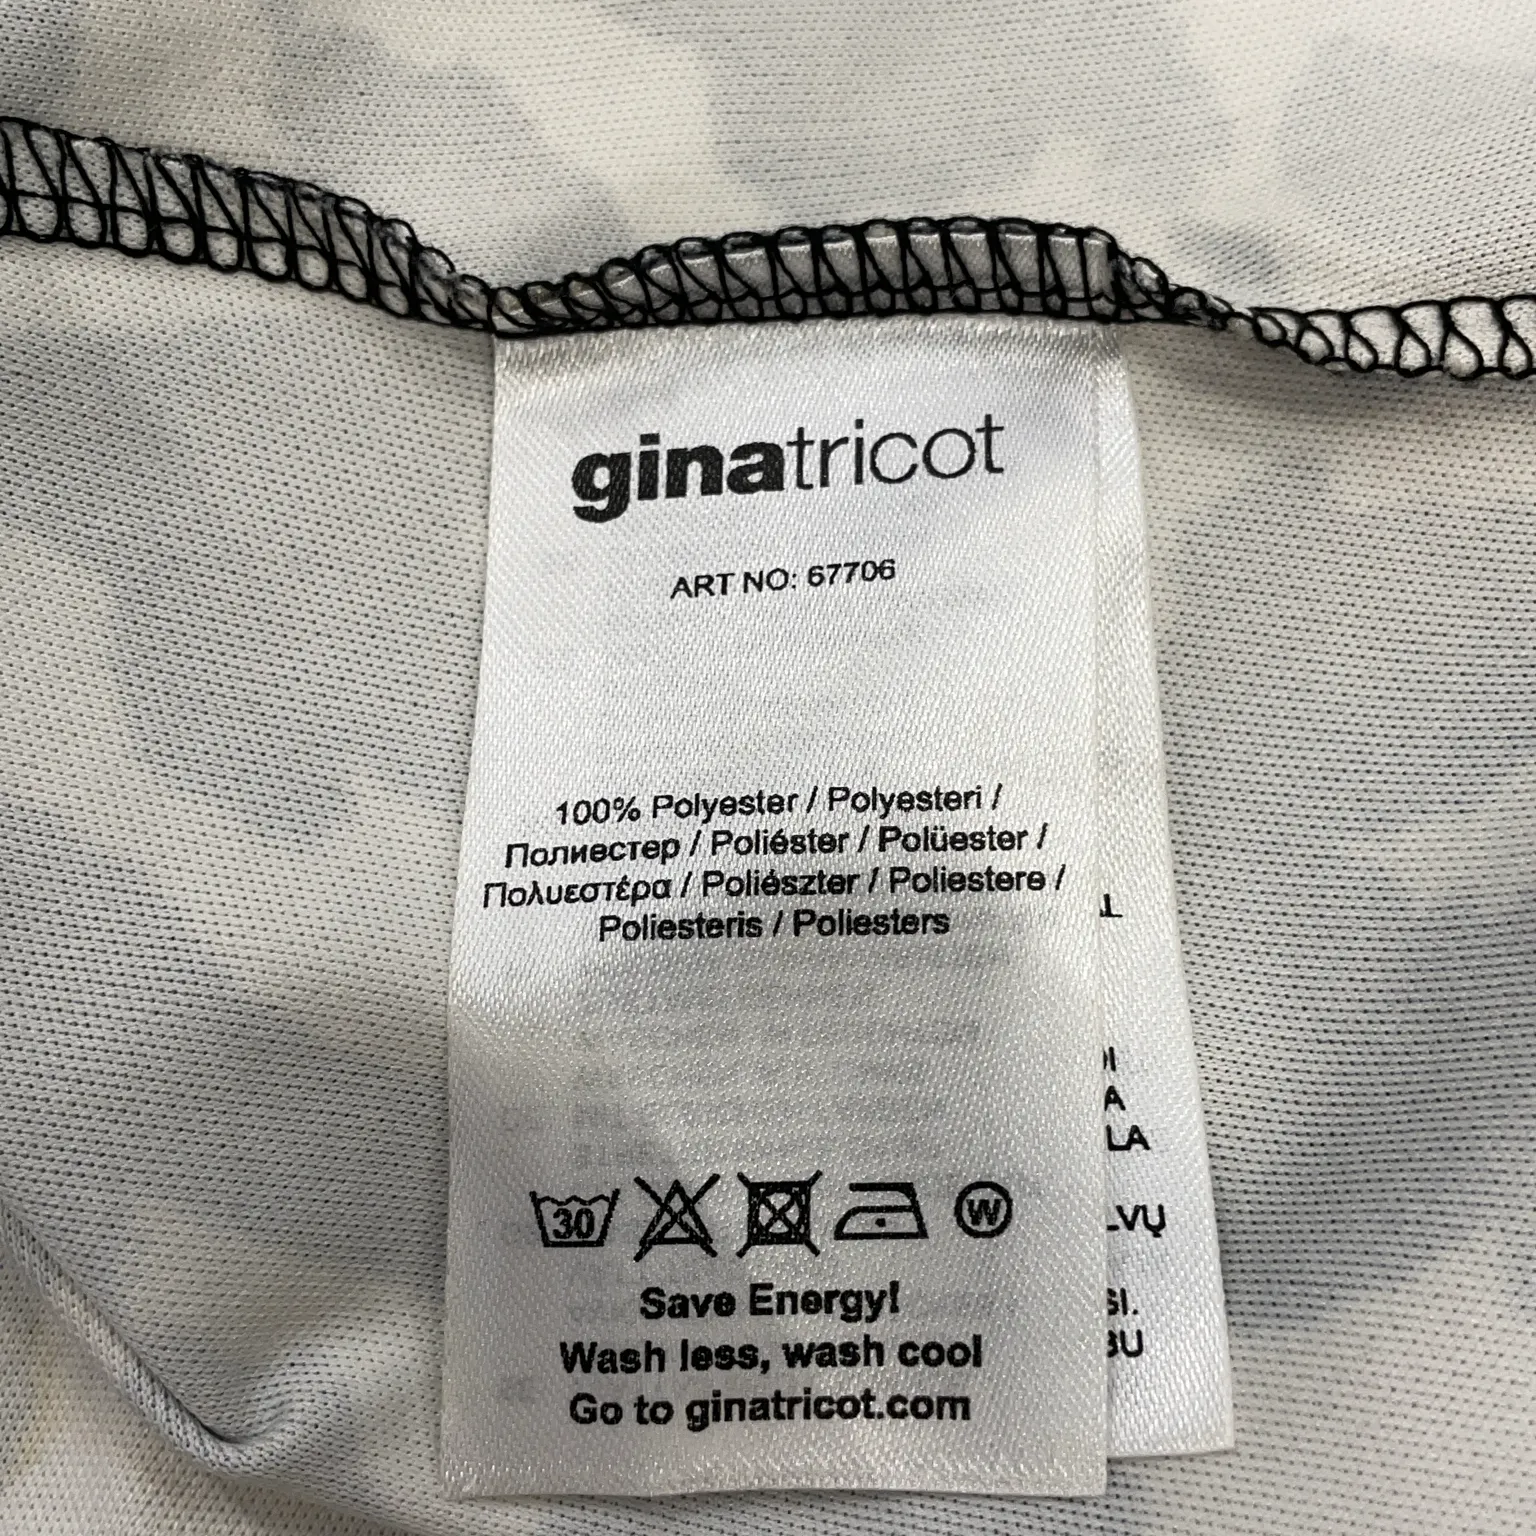 ginatricot
ART NO: 67706
100% Polyester / Polyesteri /
Полиестер / Poliéster / Polüester /
Πολυεστέρα / Poliészter / Poliestere /
Poliesteris / Poliesters
30
W
Save Energy!
Wash less, wash cool
Go to ginatricot.com